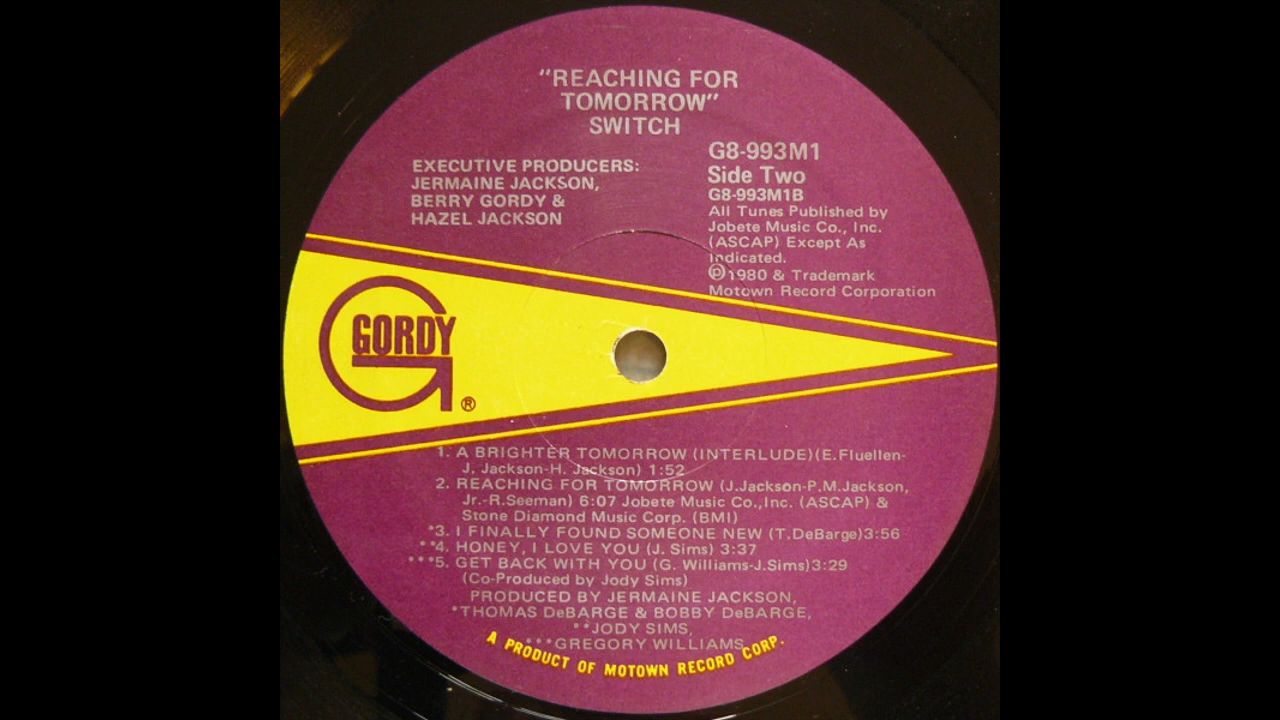 "REACHING FOR
TOMORROW"
SWITCH
EXECUTIVE PRODUCERS:
JERMAINE JACKSON,
BERRY GORDY &
HAZEL JACKSON
G8-993M1
Side Two
G8-993M1B
All Tunes Published by
Jobete Music Co., Inc.
(ASCAP) Except As
Indicated.
℗1980 & Trademark
Motown Record Corporation
GORDY
®
1. A BRIGHTER TOMORROW (INTERLUDE)(E.Fluellen-
J. Jackson-H. Jackson) 1:52
2. REACHING FOR TOMORROW (J.Jackson-P.M.Jackson,
Jr.-R.Seeman) 6:07 Jobete Music Co.,Inc. (ASCAP) &
Stone Diamond Music Corp. (BMI)
*3. I FINALLY FOUND SOMEONE NEW (T.DeBarge)3:56
**4. HONEY, I LOVE YOU (J. Sims) 3:37
***5. GET BACK WITH YOU (G. Williams-J.Sims)3:29
(Co-Produced by Jody Sims)
PRODUCED BY JERMAINE JACKSON,
*THOMAS DeBARGE & BOBBY DeBARGE,
**JODY SIMS,
***GREGORY WILLIAMS
A PRODUCT OF MOTOWN RECORD CORP.